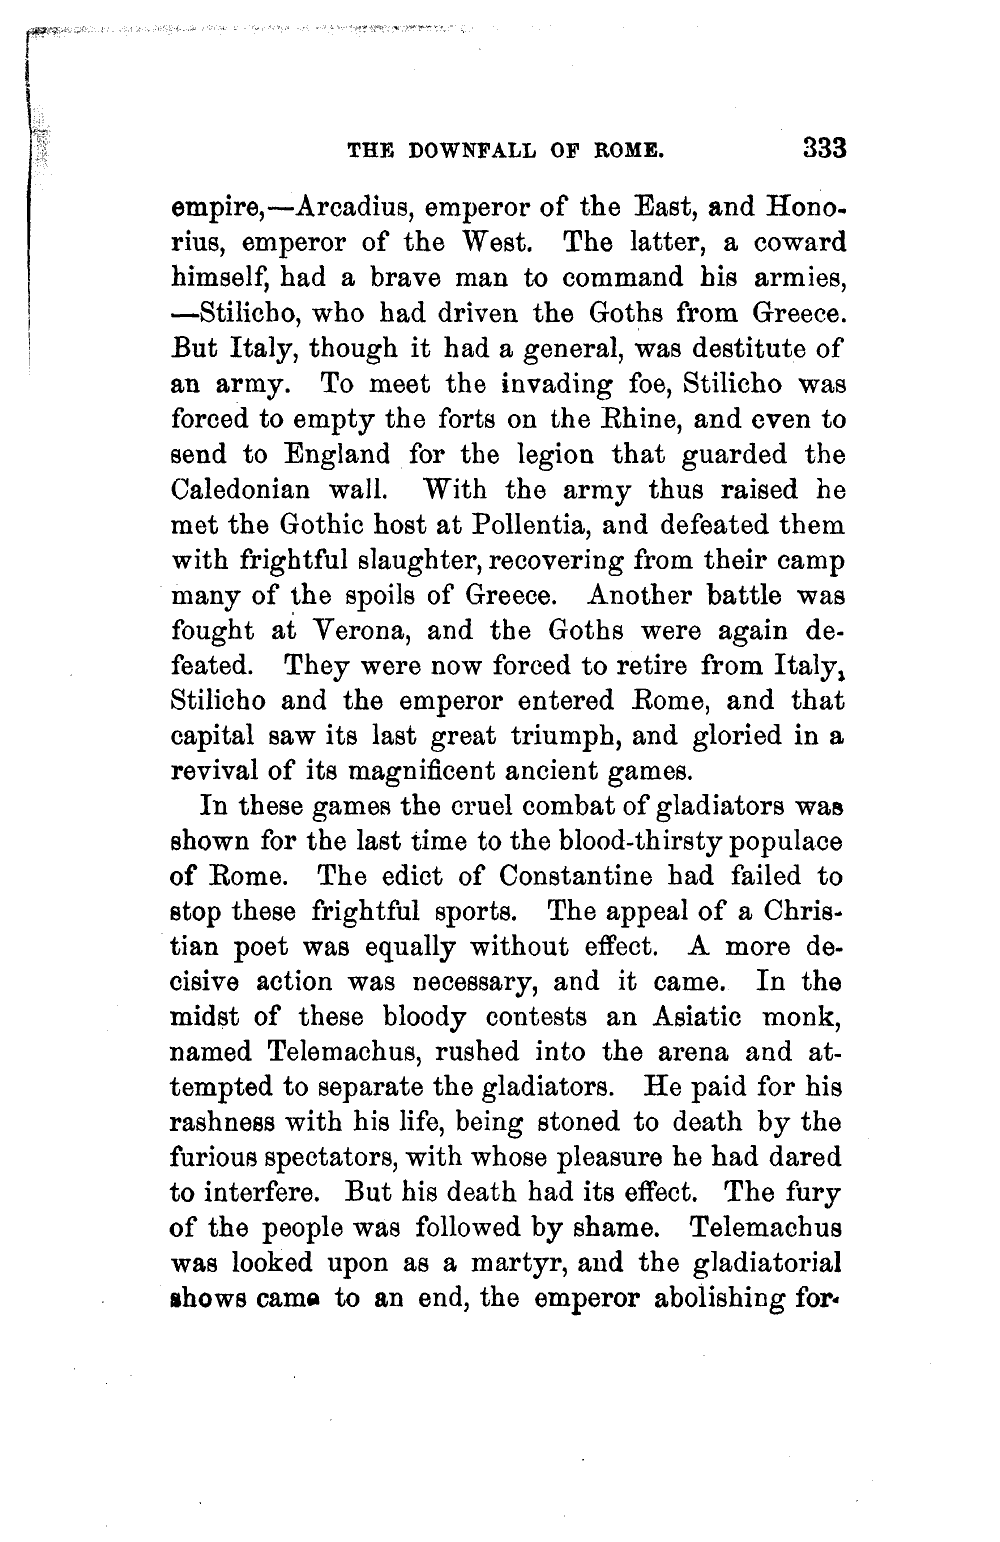 THE DOWNFALL OF ROME. 333
empire,—Arcadius, emperor of the East, and Hono-
rius, emperor of the West. The latter, a coward
himself, had a brave man to command his armies,
—Stilicho, who had driven the Goths from Greece.
But Italy, though it had a general, was destitute of
an army. To meet the invading foe, Stilicho was
forced to empty the forts on the Rhine, and even to
send to England for the legion that guarded the
Caledonian wall. With the army thus raised he
met the Gothic host at Pollentia, and defeated them
with frightful slaughter, recovering from their camp
many of the spoils of Greece. Another battle was
fought at Verona, and the Goths were again de-
feated. They were now forced to retire from Italy,
Stilicho and the emperor entered Rome, and that
capital saw its last great triumph, and gloried in a
revival of its magnificent ancient games.
In these games the cruel combat of gladiators was
shown for the last time to the blood-thirsty populace
of Rome. The edict of Constantine had failed to
stop these frightful sports. The appeal of a Chris-
tian poet was equally without effect. A more de-
cisive action was necessary, and it came. In the
midst of these bloody contests an Asiatic monk,
named Telemachus, rushed into the arena and at-
tempted to separate the gladiators. He paid for his
rashness with his life, being stoned to death by the
furious spectators, with whose pleasure he had dared
to interfere. But his death had its effect. The fury
of the people was followed by shame. Telemachus
was looked upon as a martyr, and the gladiatorial
shows came to an end, the emperor abolishing for-